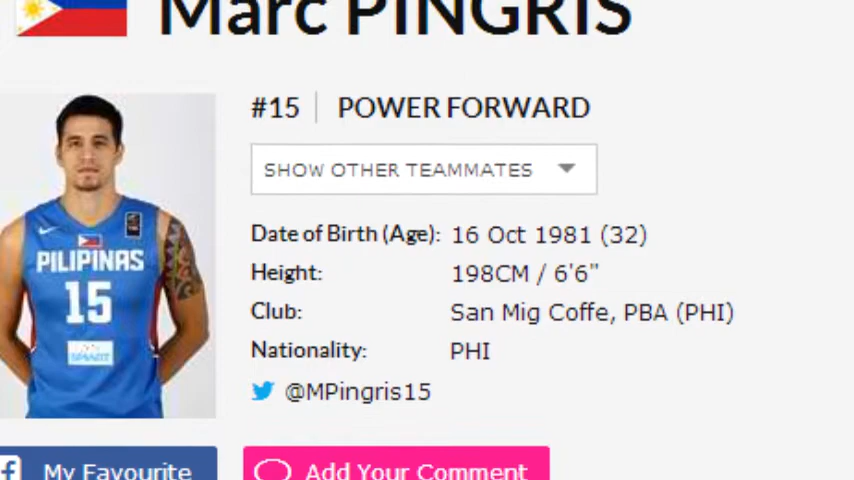 Marc PINGRIS
#15 | POWER FORWARD
SHOW OTHER TEAMMATES
Date of Birth (Age): 16 Oct 1981 (32)
Height: 198CM / 6'6"
Club: San Mig Coffe, PBA (PHI)
Nationality: PHI
@MPingris15
PILIPINAS
15
SMART
My Favourite
Add Your Comment